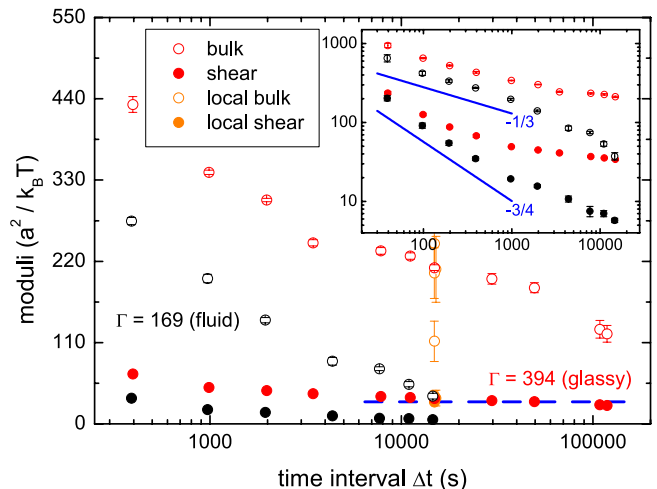 550
440
330
220
110
0
moduli (a² / k_BT)
bulk
shear
local bulk
local shear
1000
100
10
-1/3
-3/4
100 1000 10000
Γ = 169 (fluid)
Γ = 394 (glassy)
1000 10000 100000
time interval Δt (s)